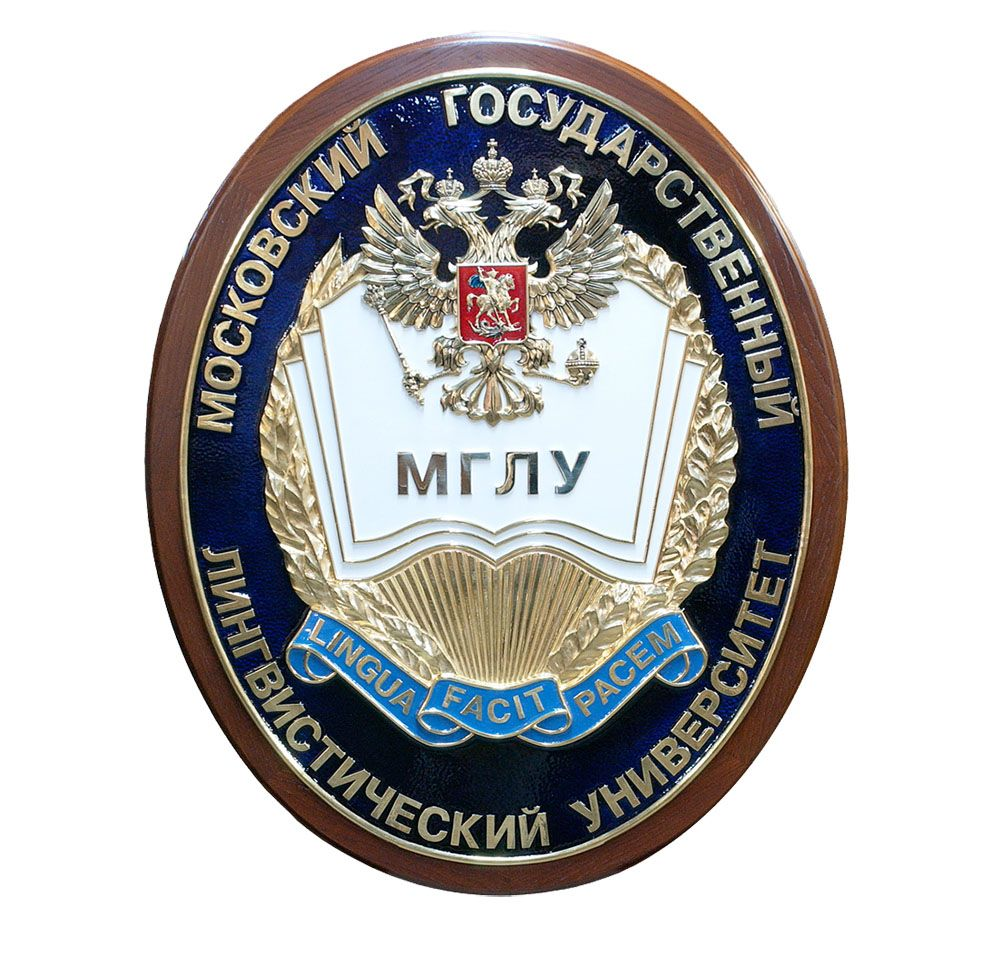 МОСКОВСКИЙ ГОСУДАРСТВЕННЫЙ
ЛИНГВИСТИЧЕСКИЙ УНИВЕРСИТЕТ
МГЛУ
LINGUA FACIT PACEM